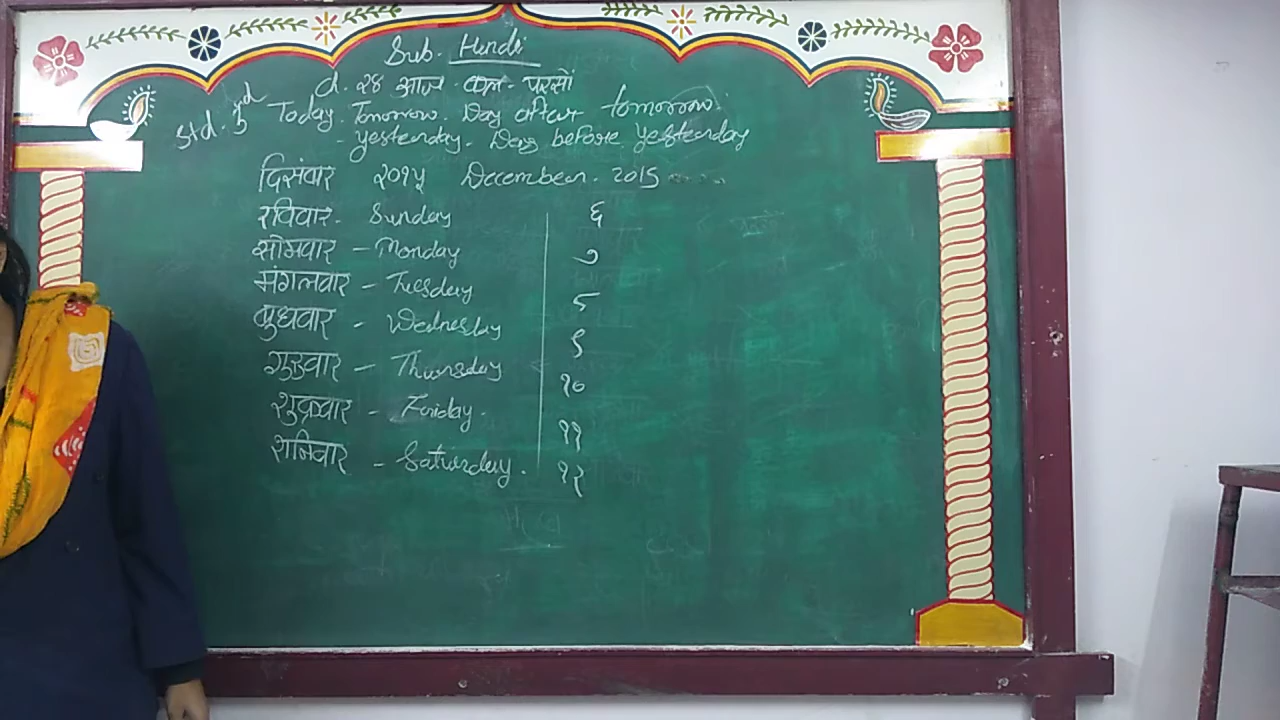 Sub. Hindi
d. २४ आज - कल - परसों
Std. 3rd Today. Tomorrow. Day after tomorrow.
- yesterday. Day before yesterday
दिसंबार २०१५ December. 2015
रविवार - Sunday ६
सोमवार - Monday ७
मंगलवार - Tuesday ८
बुधवार - Wednesday ९
गुरुवार - Thursday १०
शुक्रवार - Friday. ११
शनिवार - Saturday. १२